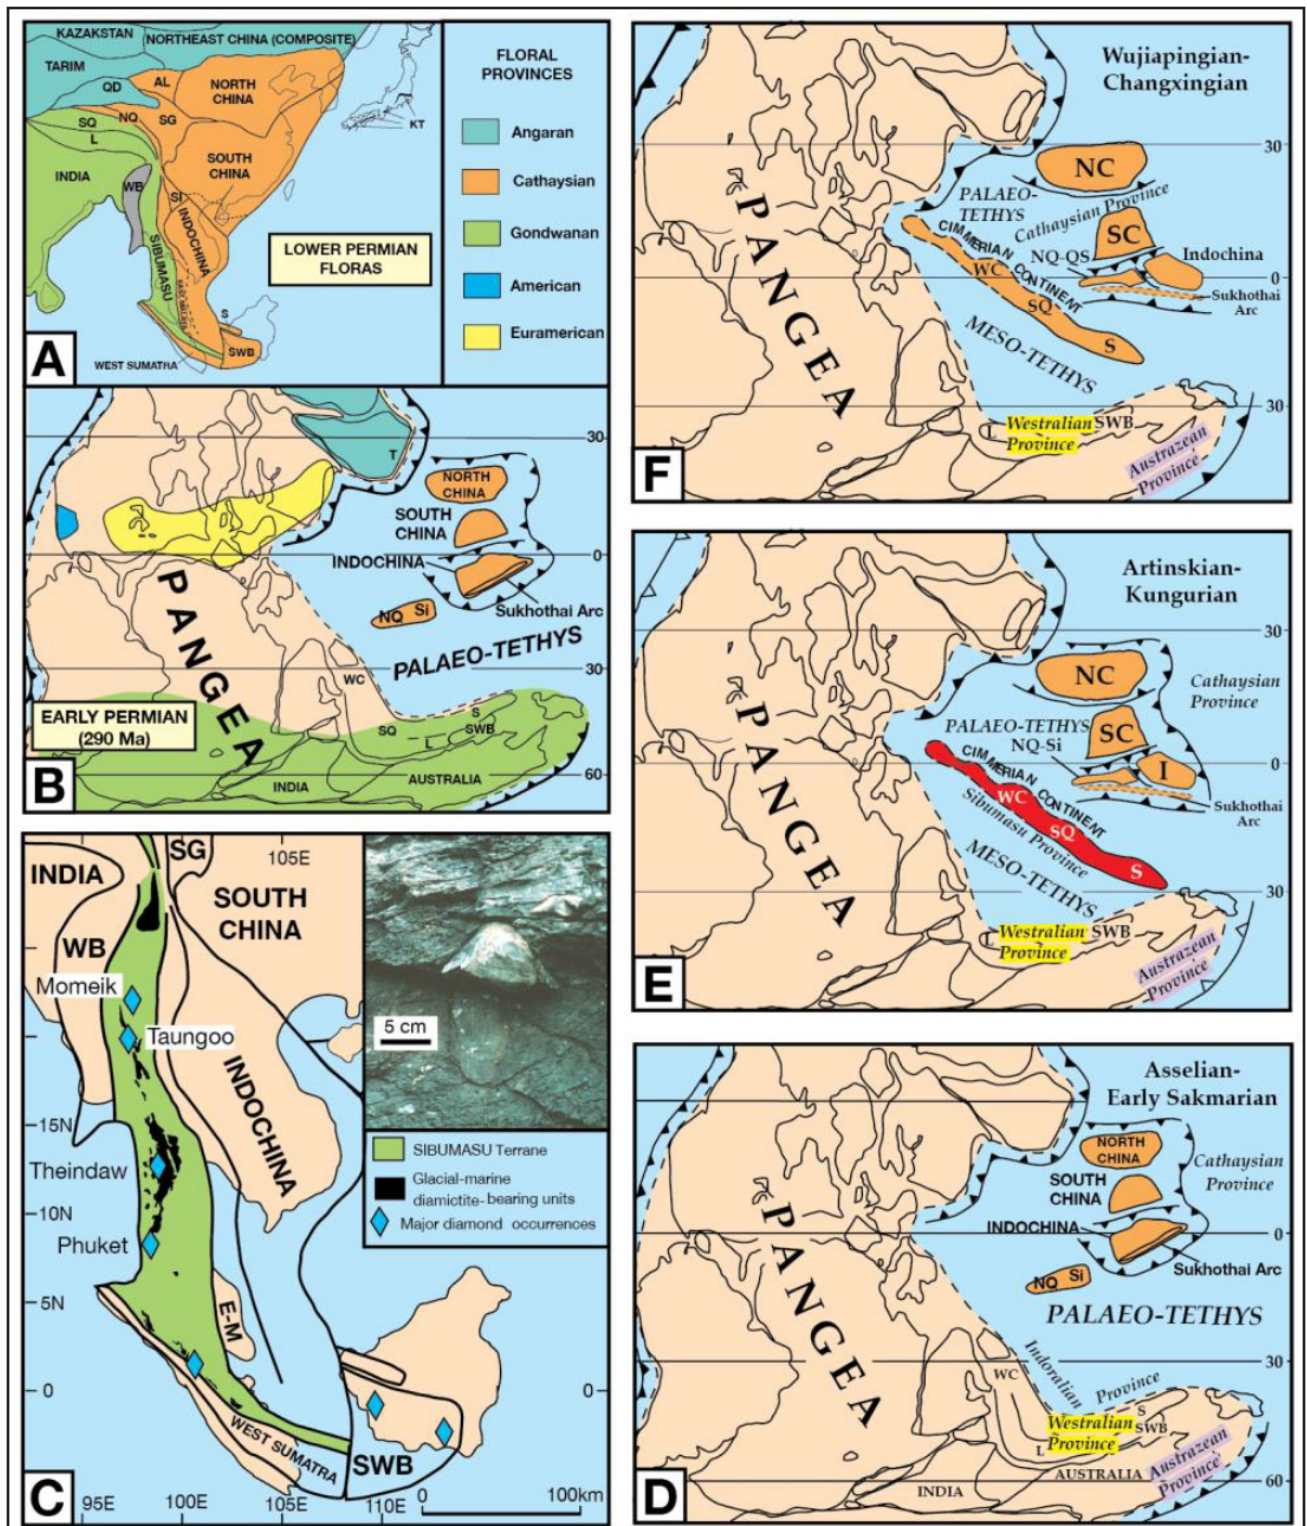 KAZAKSTAN
NORTHEAST CHINA (COMPOSITE)
TARIM
QD
AL
NORTH
CHINA
SQ
NQ
SG
L
KT
INDIA
WB
SOUTH
CHINA
SI
INDOCHINA
SIBUMASU
LOWER PERMIAN
FLORAS
S
SWB
WEST SUMATRA
A
FLORAL
PROVINCES
Angaran
Cathaysian
Gondwanan
American
Euramerican
30
T
NORTH
CHINA
SOUTH
CHINA
0
INDOCHINA
Sukhothai Arc
NQ Si
PANGEA
PALAEO-TETHYS
30
WC
EARLY PERMIAN
(290 Ma)
S
SQ
L
SWB
INDIA
AUSTRALIA
60
B
SG
105E
INDIA
SOUTH
CHINA
WB
Momeik
Taungoo
5 cm
INDOCHINA
15N
Theindaw
10N
Phuket
5N
E-M
0
0
WEST SUMATRA
SWB
SIBUMASU Terrane
Glacial-marine
diamictite-bearing units
Major diamond occurrences
C
95E
100E
105E
110E
0
100km
Wujiapingian-
Changxingian
30
NC
PALAEO-
TETHYS
Cathaysian Province
SC
CIMMERIAN CONTINENT
NQ-QS
Indochina
WC
0
SQ
Sukhothai
Arc
PANGEA
MESO-TETHYS
S
30
L
Westralian
Province
SWB
Austrazean
Province
F
Artinskian-
Kungurian
30
NC
Cathaysian
Province
PALAEO-TETHYS
NQ-Si
SC
CIMMERIAN CONTINENT
I
0
WC
Sibumasu Province
SQ
Sukhothai
Arc
PANGEA
MESO-TETHYS
S
30
L
Westralian
Province
SWB
Austrazean
Province
E
Asselian-
Early Sakmarian
NORTH
CHINA
Cathaysian
Province
SOUTH
CHINA
INDOCHINA
0
Sukhothai Arc
NQ Si
PANGEA
PALAEO-TETHYS
30
Indoralian Province
WC
S
Westralian
Province
SWB
L
Austrazean
Province
AUSTRALIA
INDIA
60
D